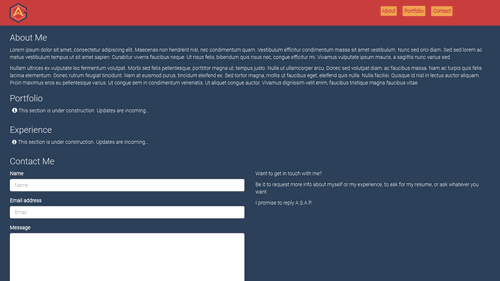 A
About Portfolio Contact
About Me
Lorem ipsum dolor sit amet, consectetur adipiscing elit. Maecenas non hendrerit nisl, nec condimentum quam. Vestibulum efficitur condimentum massa sit amet vestibulum. Nunc sed orci diam. Sed sed leo ac
metus vestibulum tempus ut sit amet sapien. Curabitur viverra faucibus neque. Ut risus felis, bibendum quis risus nec, congue efficitur mi. Vivamus vulputate ipsum mauris, a sagittis nunc varius sed.
Nullam ultrices ex vulputate leo fermentum volutpat. Morbi sed felis pellentesque, porttitor magna ut, tempus justo. Nulla ut ullamcorper arcu. Donec sed volutpat diam, ac faucibus massa. Nam ac turpis quis felis
lacinia elementum. Donec rutrum feugiat tincidunt. Nam at euismod purus, tincidunt eleifend ex. Sed tortor magna, mollis ut faucibus eget, eleifend quis nulla. Nulla facilisi. Quisque id nisl in lectus auctor aliquam.
Proin maximus eros eu pellentesque varius. Ut congue sem in condimentum venenatis. Ut aliquet congue auctor. Vivamus dignissim velit enim, faucibus tristique magna faucibus vitae.
Portfolio
This section is under construction. Updates are incoming...
Experience
This section is under construction. Updates are incoming...
Contact Me
Name
Name
Email address
Email
Message
Want to get in touch with me?
Be it to request more info about myself or my experience, to ask for my resume, or ask whatever you
want.
I promise to reply A.S.A.P.